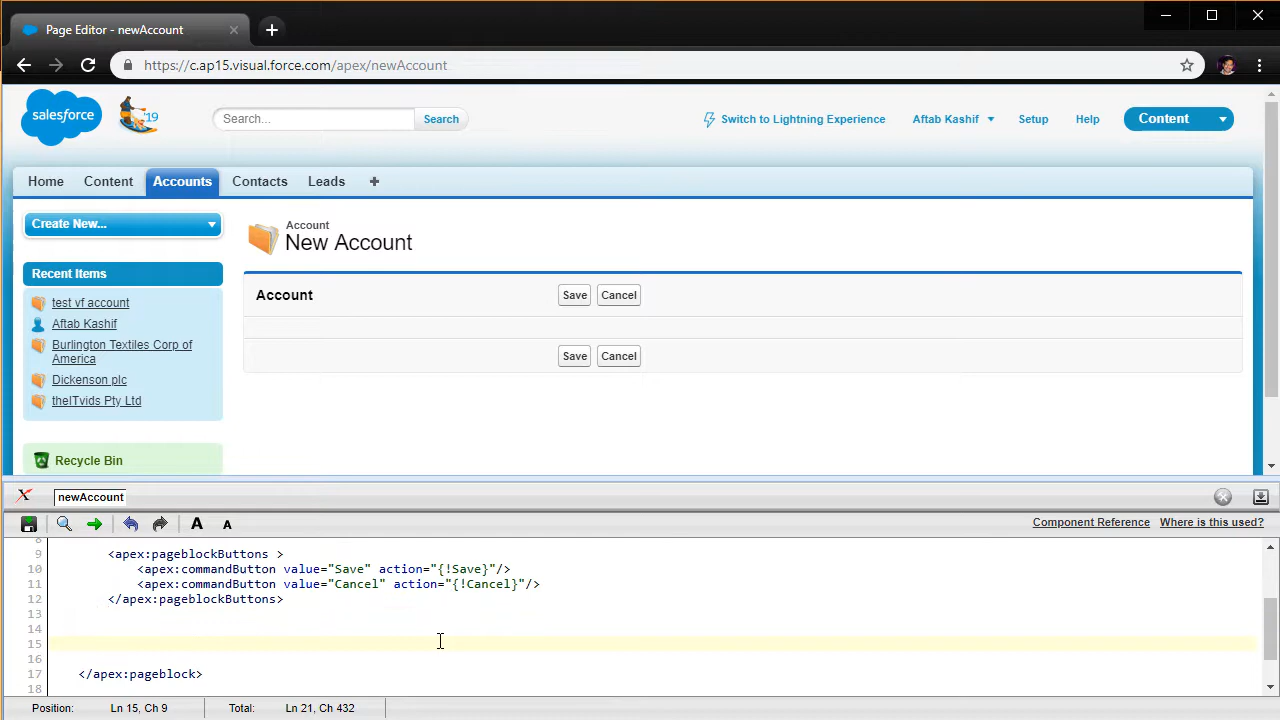 Page Editor - newAccount
https://c.ap15.visual.force.com/apex/newAccount
salesforce
'19
Search...
Search
Switch to Lightning Experience
Aftab Kashif
Setup
Help
Content
Home
Content
Accounts
Contacts
Leads
+
Create New...
Account
New Account
Recent Items
Account
Save
Cancel
test vf account
Aftab Kashif
Burlington Textiles Corp of
America
Save
Cancel
Dickenson plc
theITvids Pty Ltd
Recycle Bin
newAccount
A
A
Component Reference
Where is this used?
8
9 <apex:pageblockButtons >
10 <apex:commandButton value="Save" action="{!Save}"/>
11 <apex:commandButton value="Cancel" action="{!Cancel}"/>
12 </apex:pageblockButtons>
13
14
15
16
17 </apex:pageblock>
18
Position:
Ln 15, Ch 9
Total:
Ln 21, Ch 432